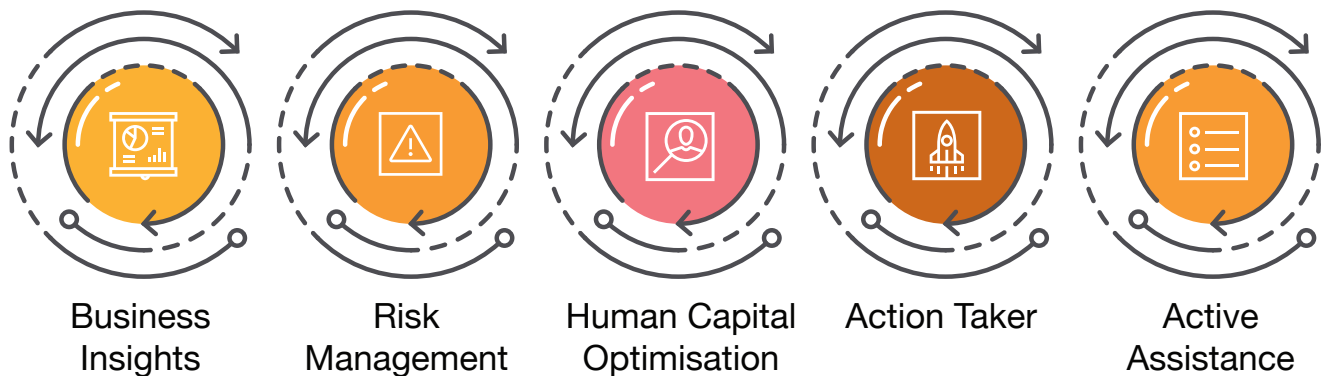 Business
Insights
Risk
Management
Human Capital
Optimisation
Action Taker
Active
Assistance